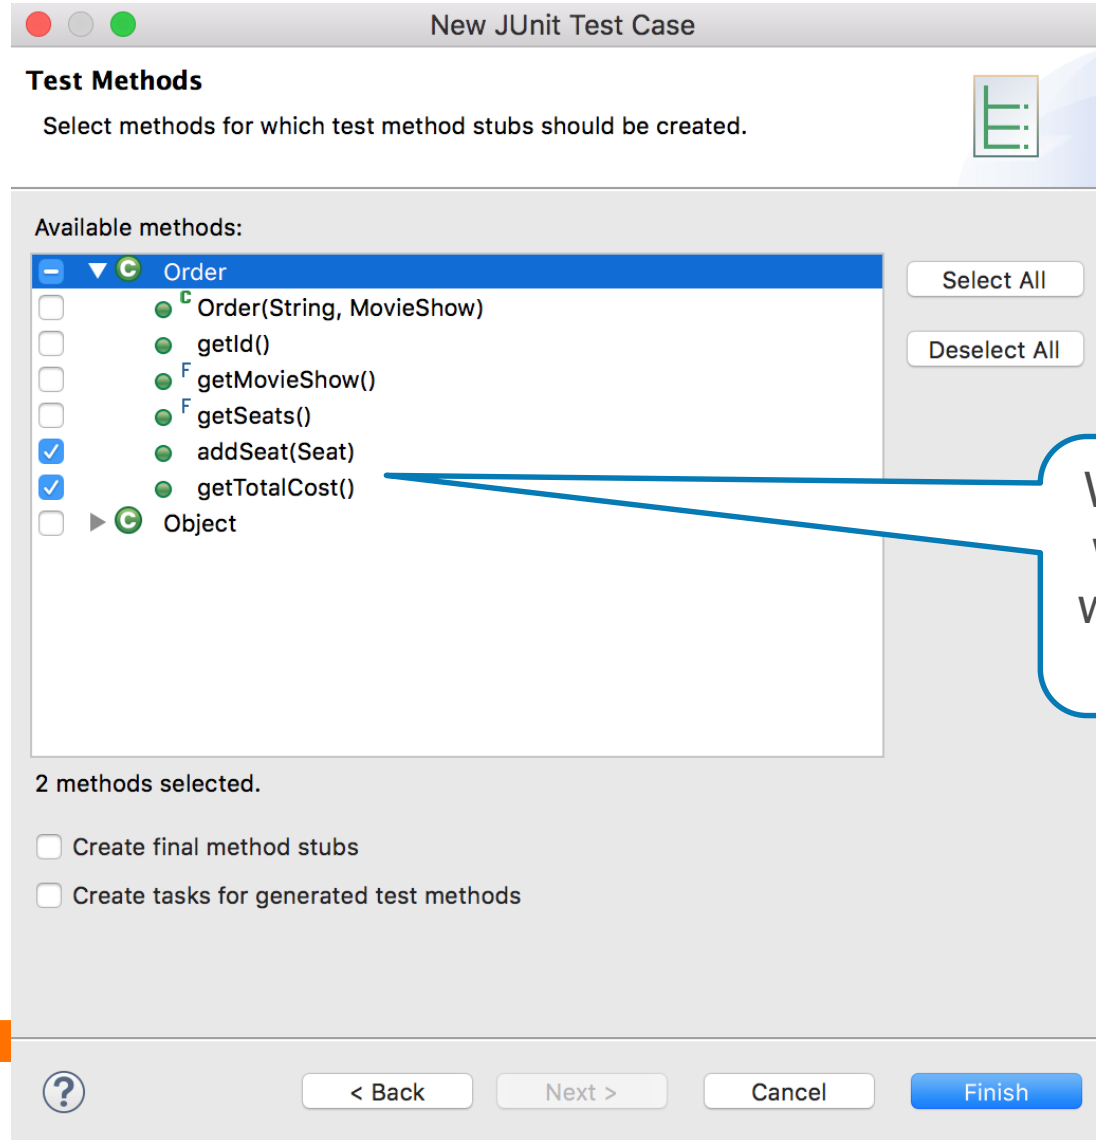 New JUnit Test Case
Test Methods
Select methods for which test method stubs should be created.
Available methods:
C Order
C Order(String, MovieShow)
getId()
F getMovieShow()
F getSeats()
addSeat(Seat)
getTotalCost()
C Object
Select All
Deselect All
2 methods selected.
Create final method stubs
Create tasks for generated test methods
?
< Back
Next >
Cancel
Finish